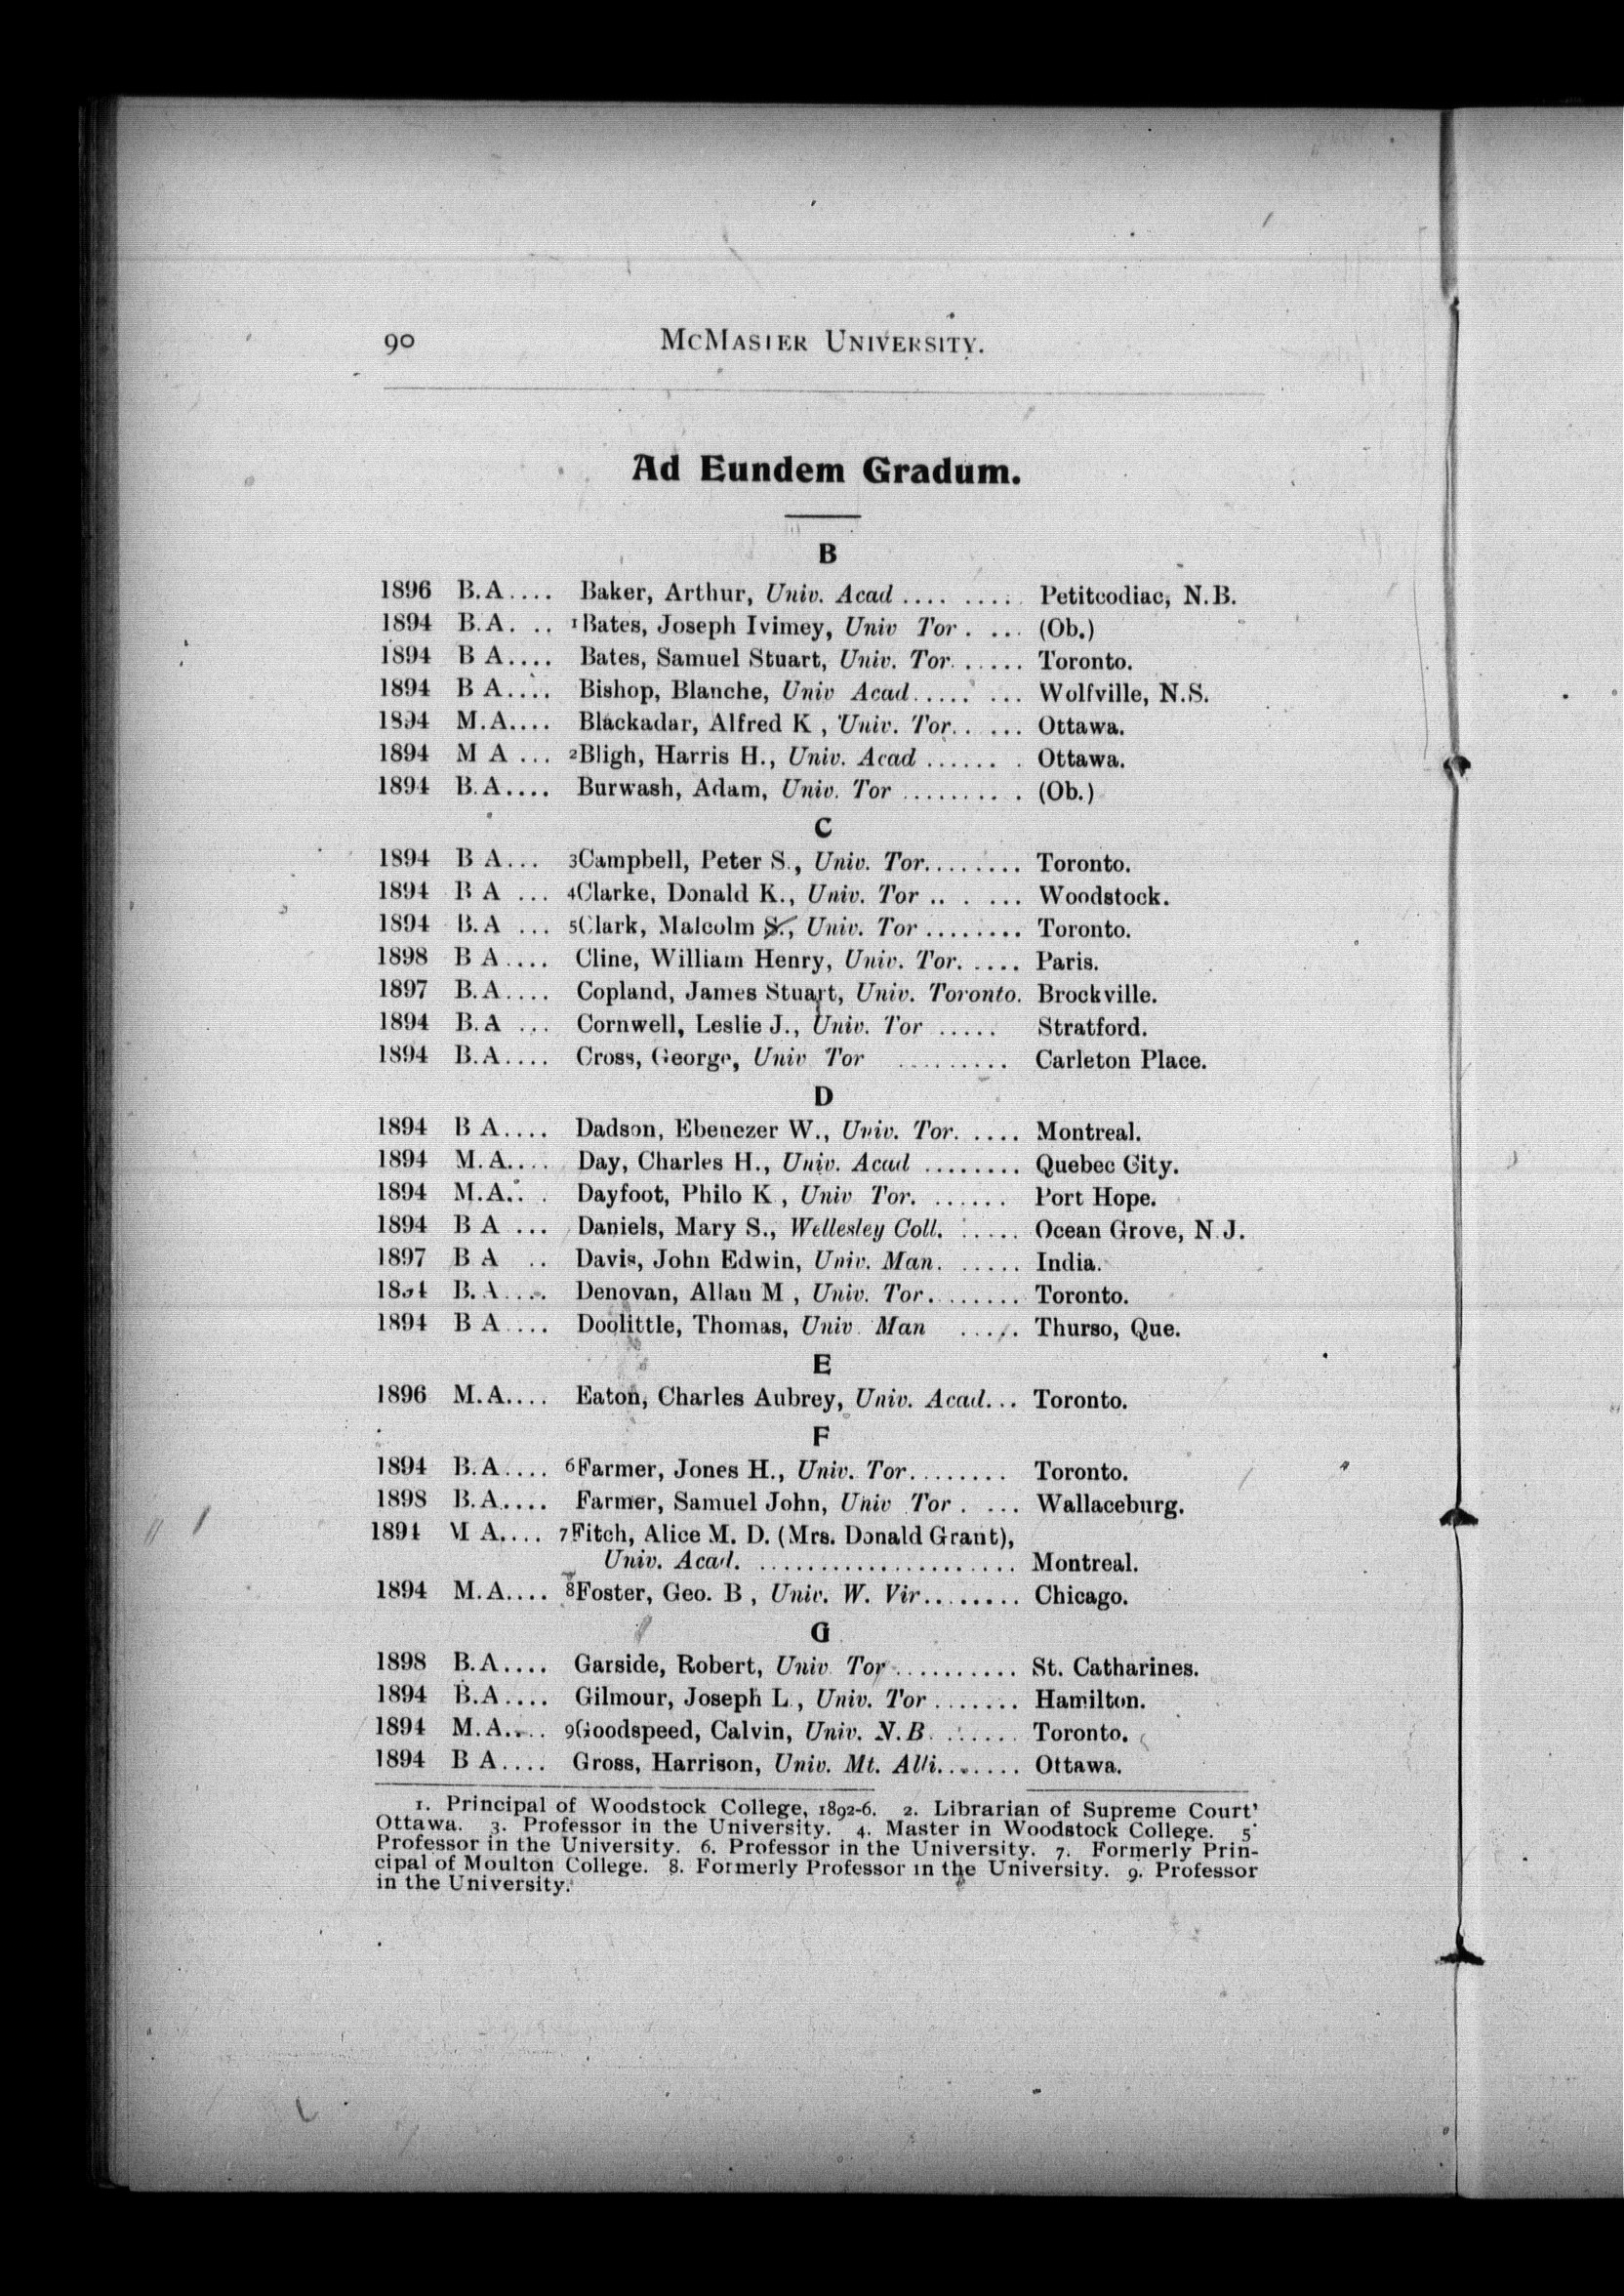 90 McMASTER UNIVERSITY.
Ad Eundem Gradum.
B
1896 B.A.... Baker, Arthur, Univ. Acad .... ..... Petitcodiac, N.B.
1894 B.A. .. 1Bates, Joseph Ivimey, Univ Tor. ... (Ob.)
1894 B A.... Bates, Samuel Stuart, Univ. Tor...... Toronto.
1894 B A.... Bishop, Blanche, Univ Acad..... ... Wolfville, N.S.
1894 M.A.... Blackadar, Alfred K , Univ. Tor...... Ottawa.
1894 M A ... 2Bligh, Harris H., Univ. Acad ...... . Ottawa.
1894 B.A.... Burwash, Adam, Univ. Tor .......... (Ob.)
C
1894 B A... 3Campbell, Peter S., Univ. Tor........ Toronto.
1894 B A ... 4Clarke, Donald K., Univ. Tor .. . ... Woodstock.
1894 B.A ... 5Clark, Malcolm S., Univ. Tor ........ Toronto.
1898 B A.... Cline, William Henry, Univ. Tor. .... Paris.
1897 B.A.... Copland, James Stuart, Univ. Toronto. Brockville.
1894 B.A ... Cornwell, Leslie J., Univ. Tor ..... Stratford.
1894 B.A.... Cross, George, Univ Tor ......... Carleton Place.
D
1894 B A.... Dadson, Ebenezer W., Univ. Tor. .... Montreal.
1894 M.A.... Day, Charles H., Univ. Acad ........ Quebec City.
1894 M.A.. . Dayfoot, Philo K , Univ Tor. ...... Port Hope.
1894 B A ... Daniels, Mary S., Wellesley Coll. ..... Ocean Grove, N.J.
1897 B A .. Davis, John Edwin, Univ. Man. ..... India.
1894 B.A.... Denovan, Allan M , Univ. Tor........ Toronto.
1894 B A.... Doolittle, Thomas, Univ. Man ..... Thurso, Que.
E
1896 M.A.... Eaton, Charles Aubrey, Univ. Acad... Toronto.
F
1894 B.A.... 6Farmer, Jones H., Univ. Tor........ Toronto.
1898 B.A.... Farmer, Samuel John, Univ Tor . ... Wallaceburg.
1894 M A.... 7Fitch, Alice M. D. (Mrs. Donald Grant),
Univ. Acad. ...................... Montreal.
1894 M.A.... 8Foster, Geo. B , Univ. W. Vir........ Chicago.
G
1898 B.A.... Garside, Robert, Univ Tor .......... St. Catharines.
1894 B.A.... Gilmour, Joseph L., Univ. Tor ....... Hamilton.
1894 M.A.... 9Goodspeed, Calvin, Univ. N.B. ...... Toronto.
1894 B A.... Gross, Harrison, Univ. Mt. Alli....... Ottawa.
1. Principal of Woodstock College, 1892-6. 2. Librarian of Supreme Court'
Ottawa. 3. Professor in the University. 4. Master in Woodstock College. 5
Professor in the University. 6. Professor in the University. 7. Formerly Prin-
cipal of Moulton College. 8. Formerly Professor in the University. 9. Professor
in the University.